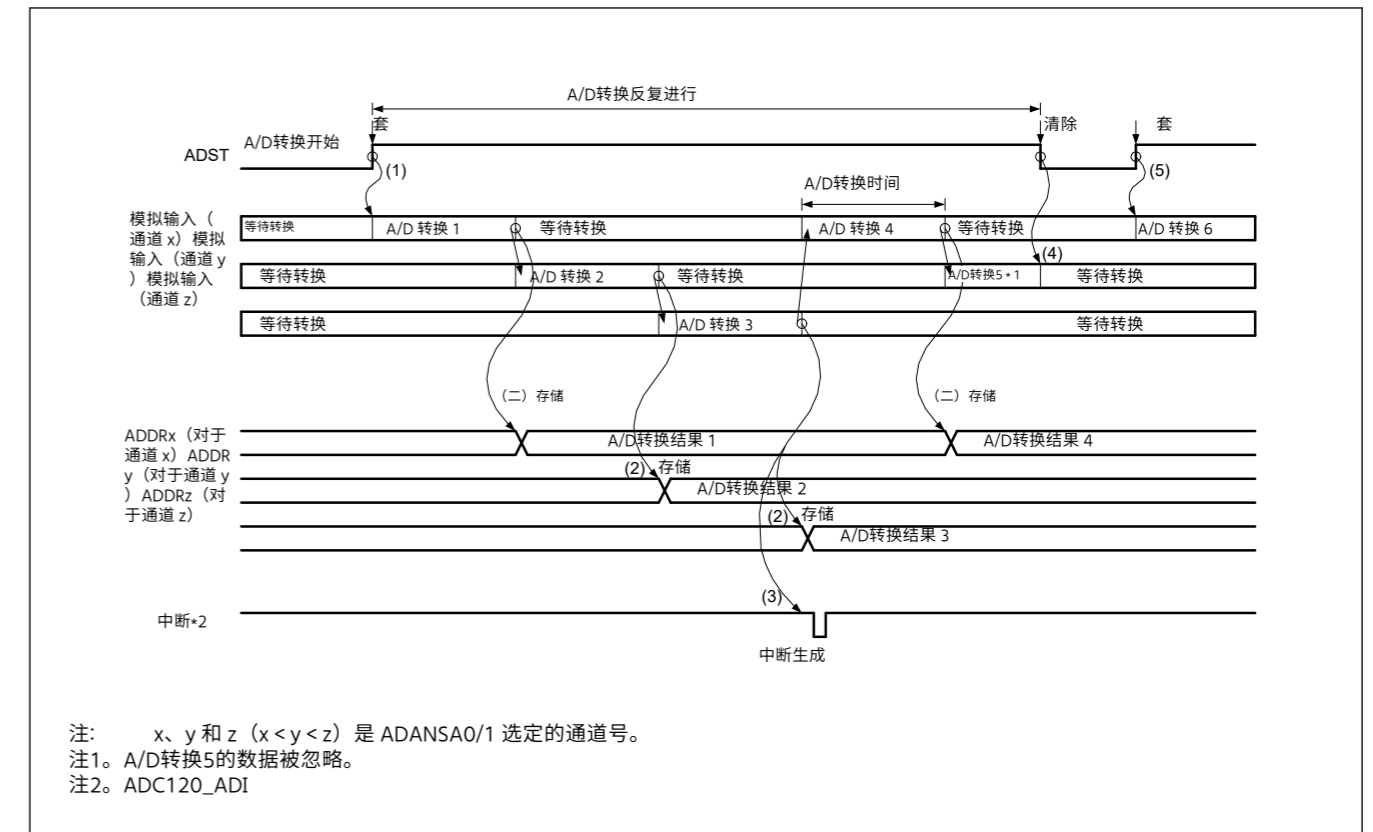 A/D转换反复进行
套
清除
套
A/D转换开始
ADST
(1)
(5)
A/D转换时间
模拟输入（
通道 x）模拟
输入（通道 y
）模拟输入
（通道 z）
等待转换
A/D 转换 1
等待转换
A/D 转换 4
等待转换
A/D 转换 6
(4)
等待转换
A/D 转换 2
等待转换
A/D转换5 * 1
等待转换
等待转换
A/D 转换 3
等待转换
（二）存储
（二）存储
ADDRx（对于
通道 x）ADDR
y（对于通道 y
）ADDRz（对
于通道 z）
A/D转换结果 1
A/D转换结果 4
(2) 存储
A/D转换结果 2
(2) 存储
A/D转换结果 3
(3)
中断*2
中断生成
注: x、y 和 z（x < y < z）是 ADANSA0/1 选定的通道号。
注1。A/D转换5的数据被忽略。
注2。ADC120_ADI